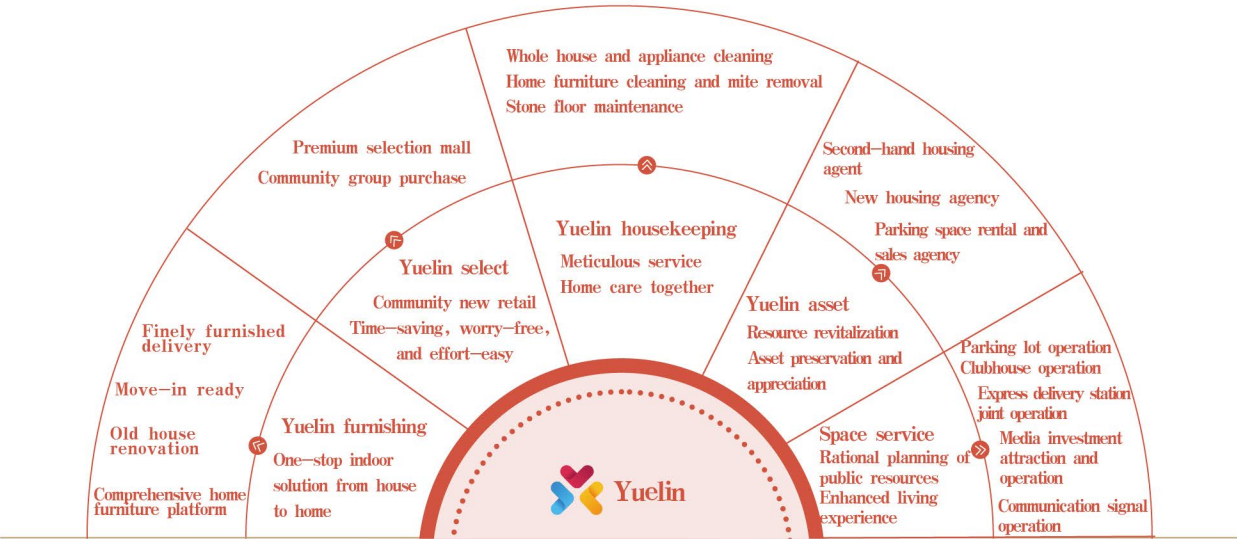 Whole house and appliance cleaning
Home furniture cleaning and mite removal
Stone floor maintenance
Premium selection mall
Community group purchase
Second-hand housing
agent
New housing agency
Parking space rental and
sales agency
Yuelin housekeeping
Meticulous service
Home care together
Yuelin select
Community new retail
Time-saving, worry-free,
and effort-easy
Yuelin asset
Resource revitalization
Asset preservation and
appreciation
Finely furnished
delivery
Move-in ready
Old house
renovation
Comprehensive home
furniture platform
Yuelin furnishing
One-stop indoor
solution from house
to home
Parking lot operation
Clubhouse operation
Express delivery station
joint operation
Media investment
attraction and
operation
Communication signal
operation
Space service
Rational planning of
public resources
Enhanced living
experience
Yuelin